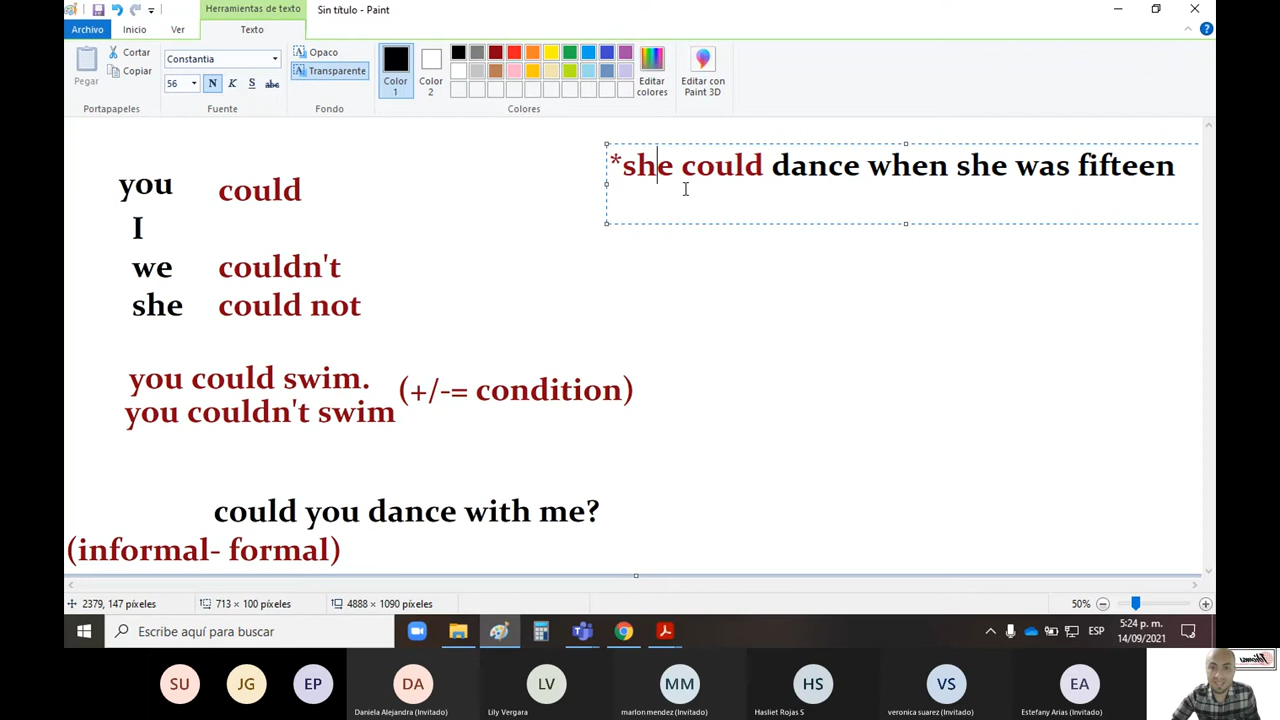 Herramientas de texto
Sin título - Paint
Archivo
Inicio
Ver
Texto
Pegar
Cortar
Copiar
Portapapeles
Constantia
56
N K S abc
Fuente
Opaco
Transparente
Fondo
Color 1
Color 2
Editar colores
Colores
Editar con Paint 3D
you could
I
we couldn't
she could not
*she could dance when she was fifteen
you could swim.
you couldn't swim
(+/-= condition)
could you dance with me?
(informal- formal)
2379, 147 píxeles
713 × 100 píxeles
4888 × 1090 píxeles
50%
Escribe aquí para buscar
ESP
5:24 p. m.
14/09/2021
SU
JG
EP
DA
LV
MM
HS
VS
EA
Daniela Alejandra (Invitado)
Lily Vergara
marlon mendez (Invitado)
Hasliet Rojas S
veronica suarez (Invitado)
Estefany Arias (Invitado)